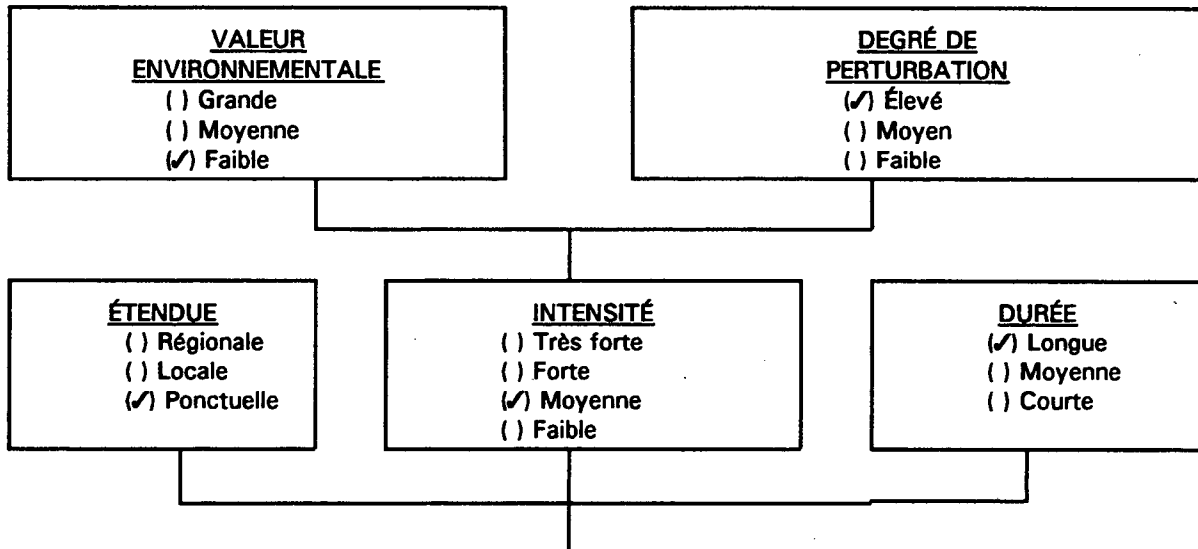 VALEUR
ENVIRONNEMENTALE
( ) Grande
( ) Moyenne
(✓) Faible
DEGRÉ DE
PERTURBATION
(✓) Élevé
( ) Moyen
( ) Faible
ÉTENDUE
( ) Régionale
( ) Locale
(✓) Ponctuelle
INTENSITÉ
( ) Très forte
( ) Forte
(✓) Moyenne
( ) Faible
DURÉE
(✓) Longue
( ) Moyenne
( ) Courte